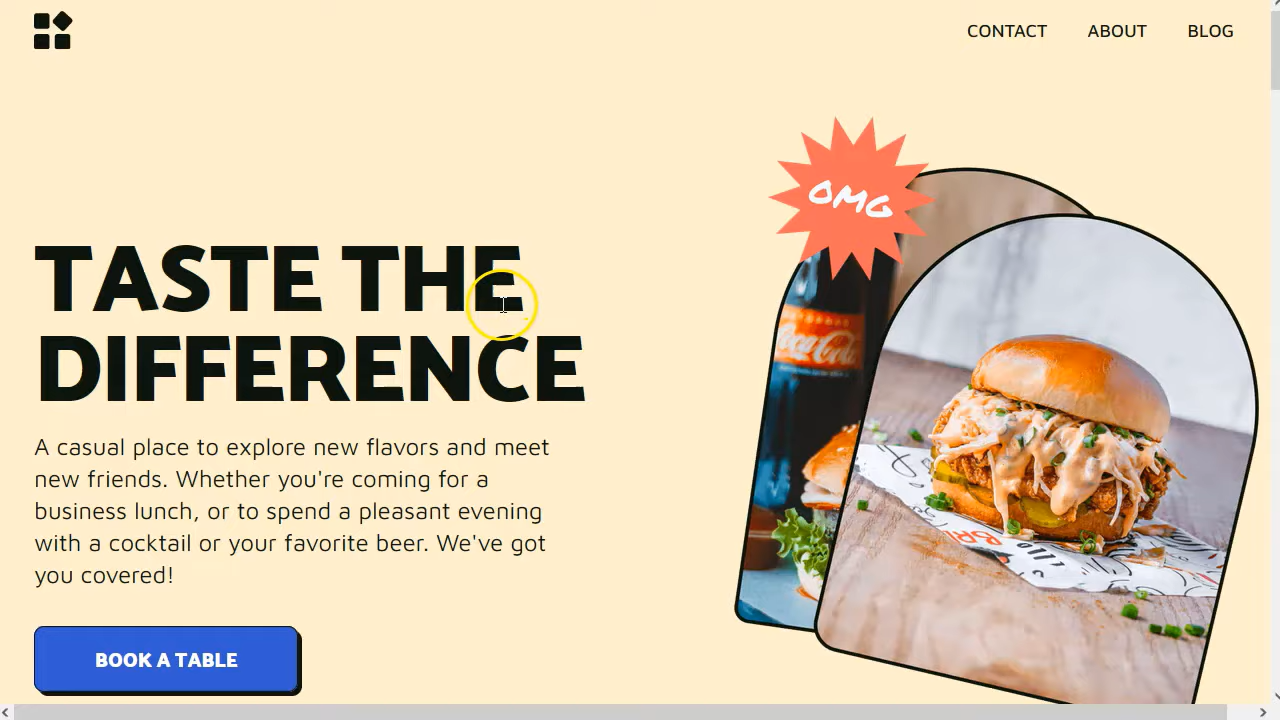 CONTACT ABOUT BLOG
OMG
TASTE THE
DIFFERENCE
Coca-Cola
A casual place to explore new flavors and meet
new friends. Whether you're coming for a
business lunch, or to spend a pleasant evening
with a cocktail or your favorite beer. We've got
you covered!
BOOK A TABLE